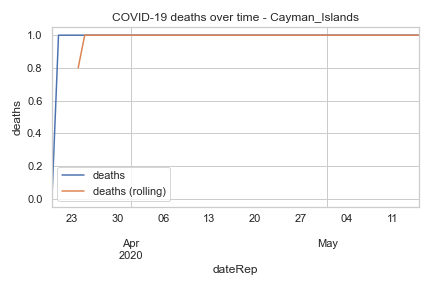 COVID-19 deaths over time - Cayman_Islands
1.0
0.8
0.6
0.4
0.2
0.0
deaths
deaths
deaths (rolling)
23 30 06 13 20 27 04 11
Apr May
2020
dateRep